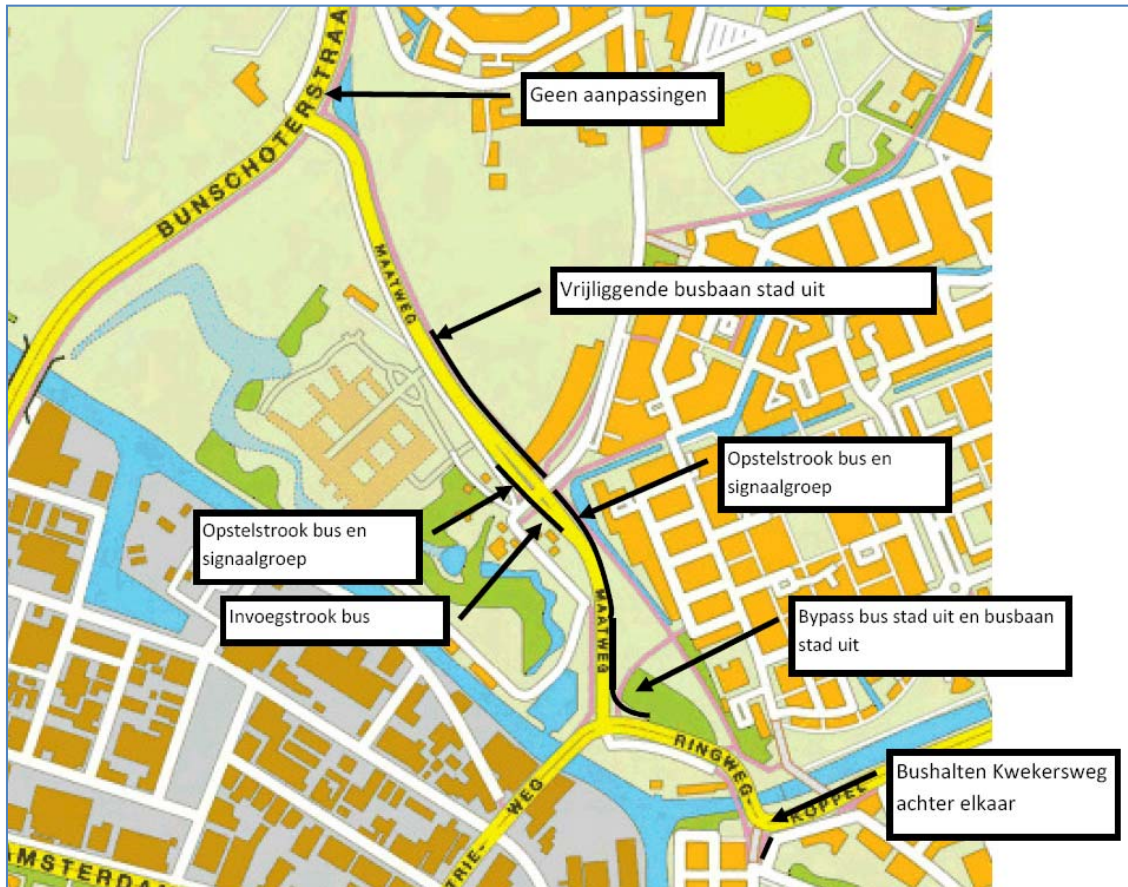 BUNSCHOTERSTRAA
Geen aanpassingen
MAATWEG
Vrijliggende busbaan stad uit
Opstelstrook bus en
signaalgroep
Opstelstrook bus en
signaalgroep
Invoegstrook bus
MAATWEG
Bypass bus stad uit en busbaan
stad uit
RINGWEG-
KOPPEL
Bushalten Kwekersweg
achter elkaar
TRIE-
WEG
MSTERDA